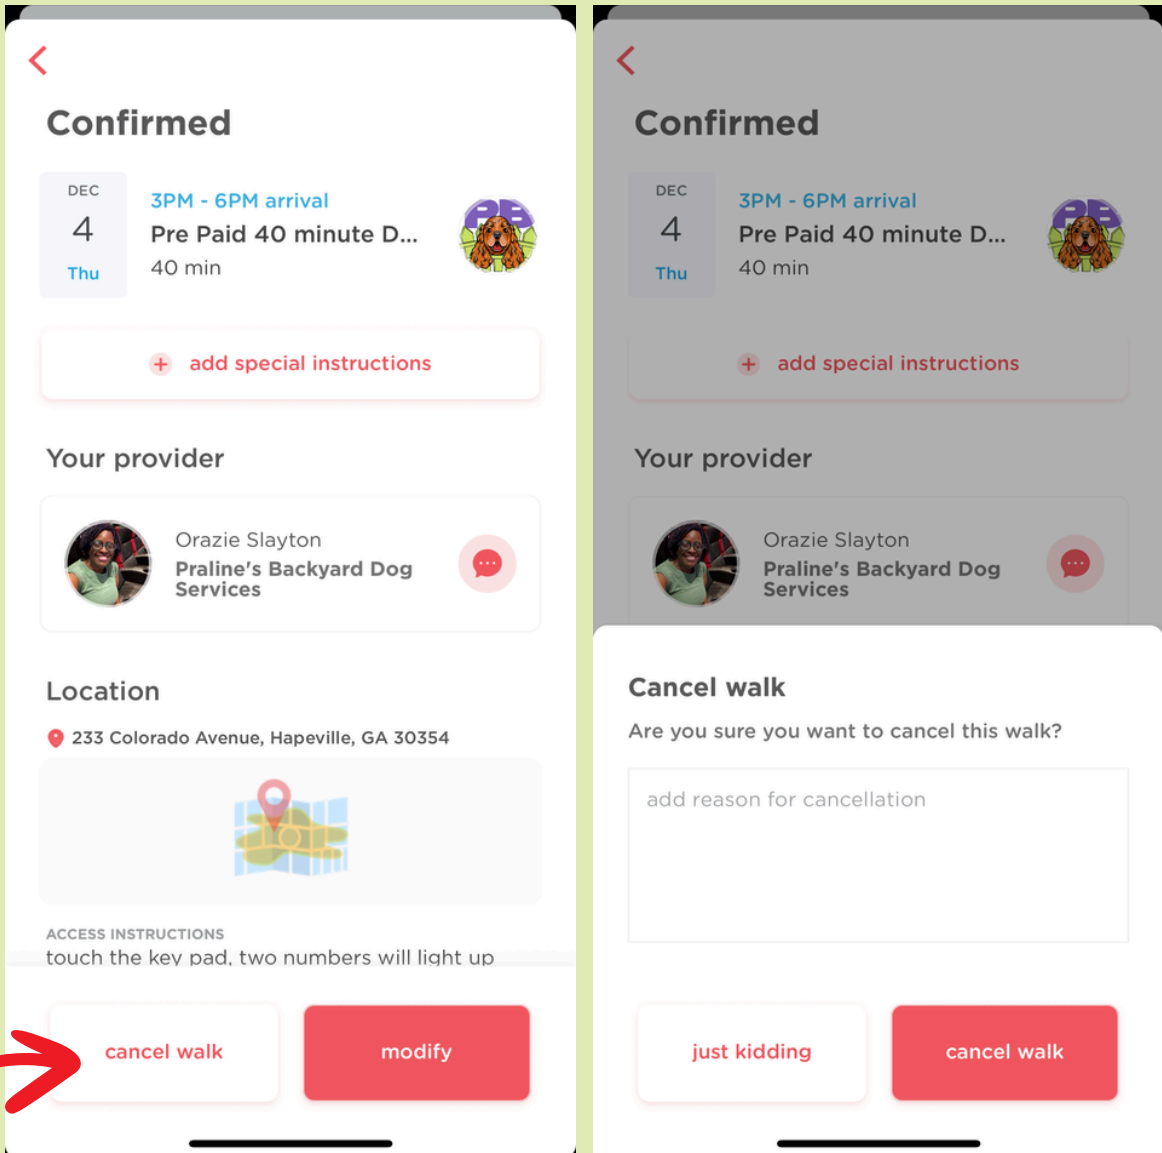 Confirmed
DEC
4
Thu
3PM - 6PM arrival
Pre Paid 40 minute D...
40 min
PB
+ add special instructions
Your provider
Orazie Slayton
Praline's Backyard Dog
Services
Location
233 Colorado Avenue, Hapeville, GA 30354
ACCESS INSTRUCTIONS
touch the key pad, two numbers will light up
cancel walk
modify
Confirmed
DEC
4
Thu
3PM - 6PM arrival
Pre Paid 40 minute D...
40 min
PB
+ add special instructions
Your provider
Orazie Slayton
Praline's Backyard Dog
Services
Cancel walk
Are you sure you want to cancel this walk?
add reason for cancellation
just kidding
cancel walk